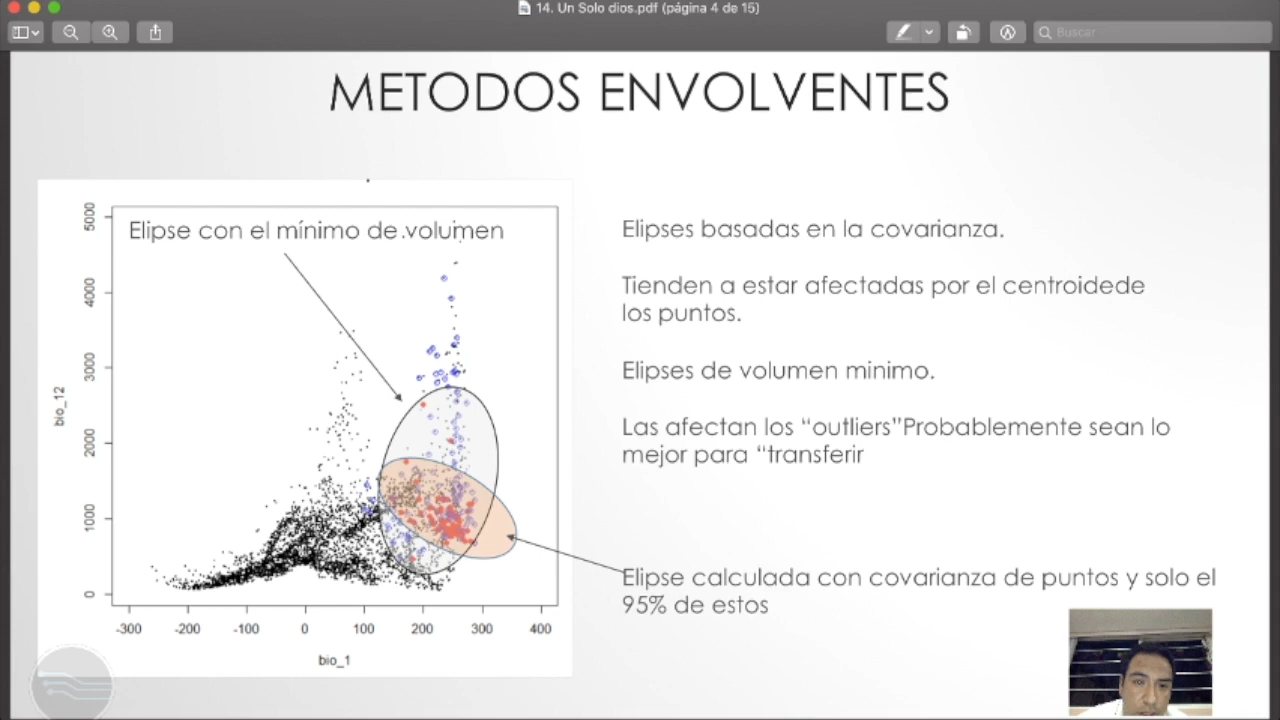 14. Un Solo dios.pdf (página 4 de 15)
Buscar
METODOS ENVOLVENTES
Elipse con el mínimo de volumen
5000
4000
3000
2000
1000
0
bio_12
-300 -200 -100 0 100 200 300 400
bio_1
Elipses basadas en la covarianza.
Tienden a estar afectadas por el centroidede
los puntos.
Elipses de volumen minimo.
Las afectan los “outliers”Probablemente sean lo
mejor para “transferir
Elipse calculada con covarianza de puntos y solo el
95% de estos